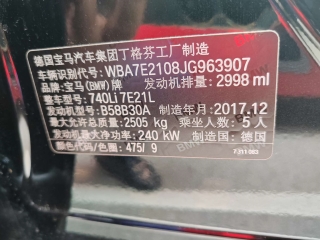 德国宝马汽车集团丁格芬工厂制造
车辆识别代号: WBA7E2108JG963907
品牌: 宝马(BMW)牌 发动机排量: 2998 ml
整车型号: 740Li 7E21L
发动机型号: B58B30A 制造年月: 2017.12
最大允许总质量: 2505 kg 乘坐人数: 5 人
发动机最大净功率: 240 kW 制造国: 德国
颜色代码/色圈: 475/ 9